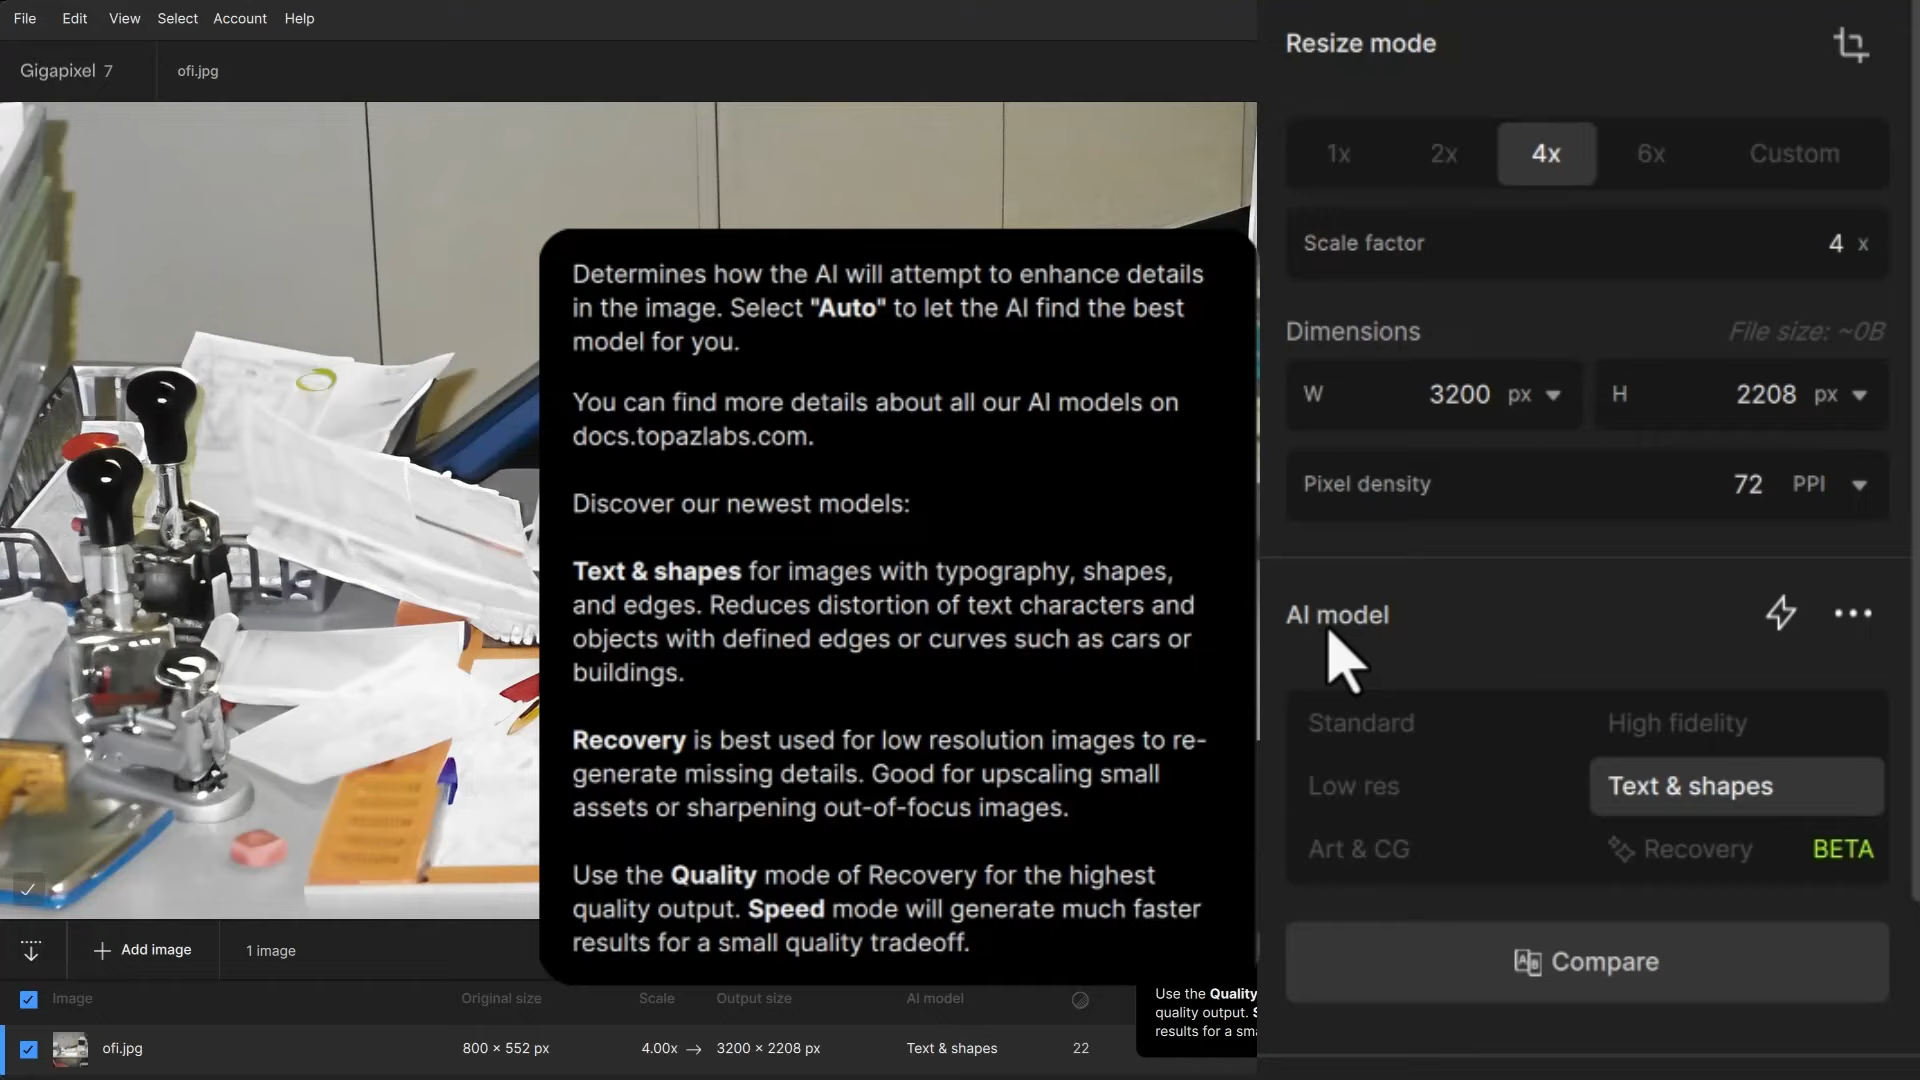 File Edit View Select Account Help
Gigapixel 7 ofi.jpg
Determines how the AI will attempt to enhance details
in the image. Select "Auto" to let the AI find the best
model for you.
You can find more details about all our AI models on
docs.topazlabs.com.
Discover our newest models:
Text & shapes for images with typography, shapes,
and edges. Reduces distortion of text characters and
objects with defined edges or curves such as cars or
buildings.
Recovery is best used for low resolution images to re-
generate missing details. Good for upscaling small
assets or sharpening out-of-focus images.
Use the Quality mode of Recovery for the highest
quality output. Speed mode will generate much faster
results for a small quality tradeoff.
Resize mode
1x 2x 4x 6x Custom
Scale factor 4 x
Dimensions File size: ~0B
W 3200 px H 2208 px
Pixel density 72 PPI
AI model
Standard High fidelity
Low res Text & shapes
Art & CG Recovery BETA
Compare
Add image 1 image
Image Original size Scale Output size AI model
ofi.jpg 800 × 552 px 4.00x → 3200 × 2208 px Text & shapes 22
Use the Quality
quality output.
results for a